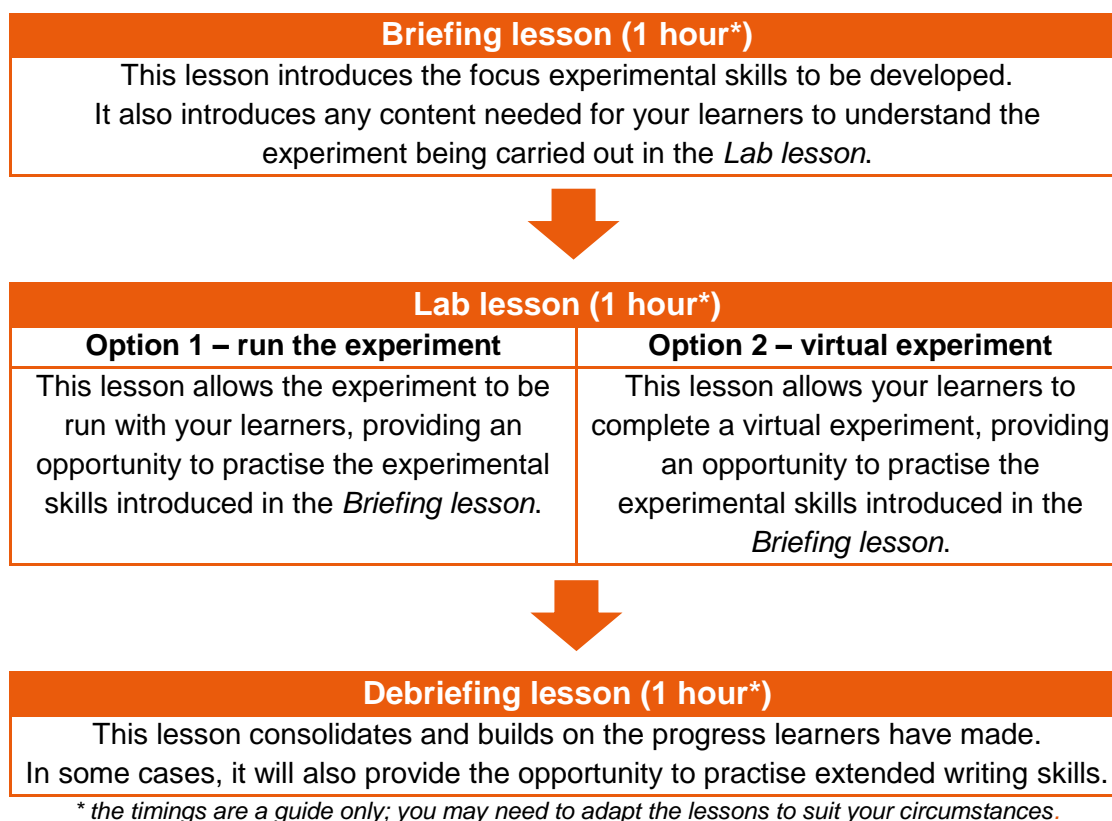 Briefing lesson (1 hour*)
This lesson introduces the focus experimental skills to be developed.
It also introduces any content needed for your learners to understand the
experiment being carried out in the Lab lesson.
Lab lesson (1 hour*)
Option 1 – run the experiment
This lesson allows the experiment to be
run with your learners, providing an
opportunity to practise the experimental
skills introduced in the Briefing lesson.
Option 2 – virtual experiment
This lesson allows your learners to
complete a virtual experiment, providing
an opportunity to practise the
experimental skills introduced in the
Briefing lesson.
Debriefing lesson (1 hour*)
This lesson consolidates and builds on the progress learners have made.
In some cases, it will also provide the opportunity to practise extended writing skills.
* the timings are a guide only; you may need to adapt the lessons to suit your circumstances.